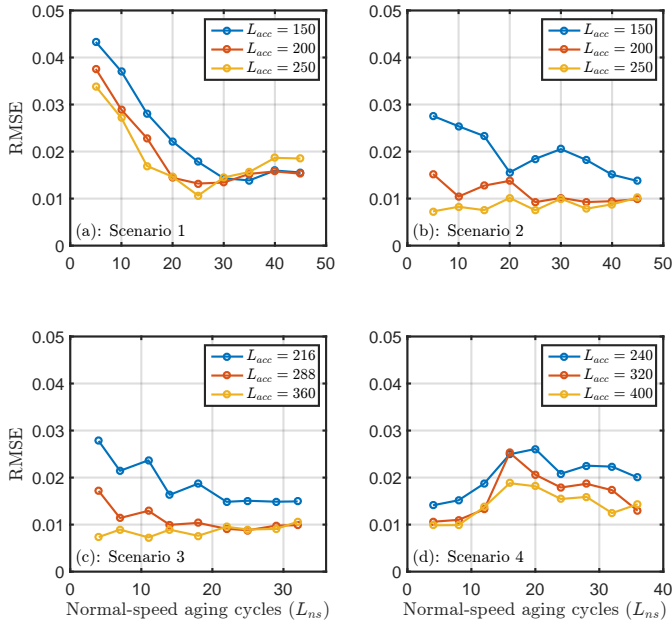 0.05
0.04
0.03
0.02
0.01
0
RMSE
L_acc = 150
L_acc = 200
L_acc = 250
(a): Scenario 1
0 10 20 30 40 50
0.05
0.04
0.03
0.02
0.01
0
L_acc = 150
L_acc = 200
L_acc = 250
(b): Scenario 2
0 10 20 30 40 50
0.05
0.04
0.03
0.02
0.01
0
RMSE
L_acc = 216
L_acc = 288
L_acc = 360
(c): Scenario 3
0 10 20 30
Normal-speed aging cycles (L_ns)
0.05
0.04
0.03
0.02
0.01
0
L_acc = 240
L_acc = 320
L_acc = 400
(d): Scenario 4
0 10 20 30 40
Normal-speed aging cycles (L_ns)